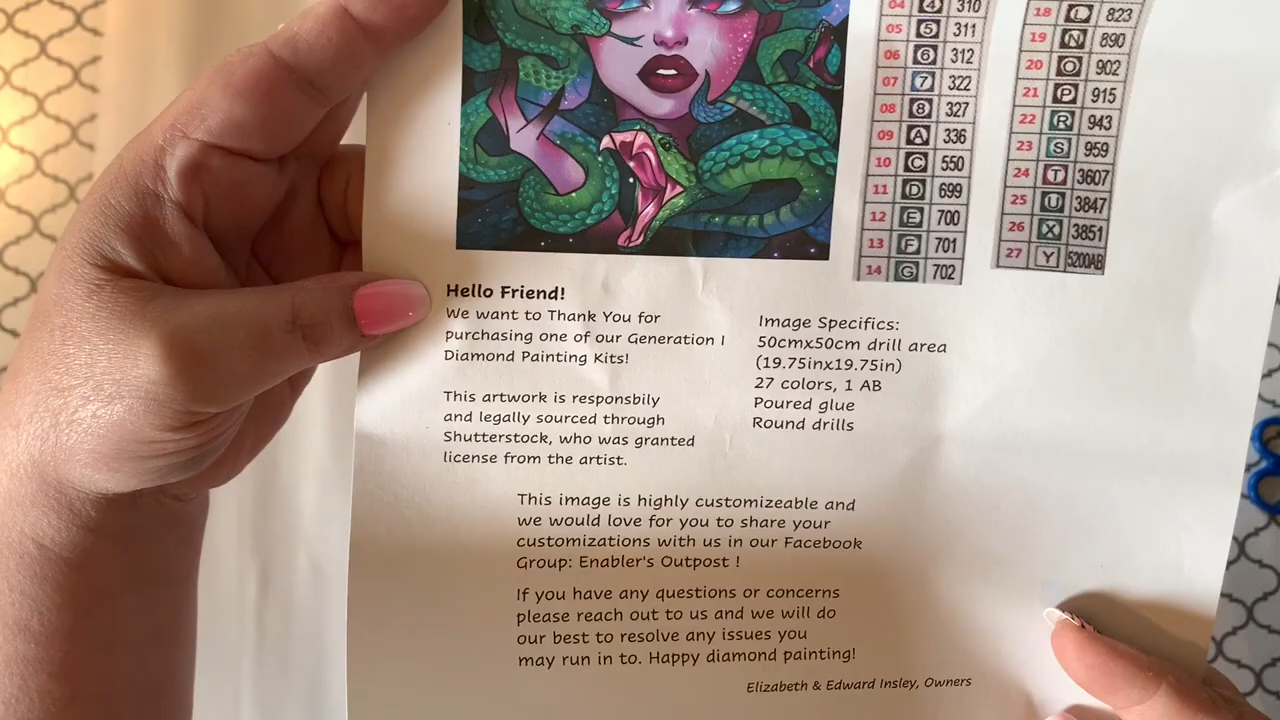 04 4 310
05 5 311
06 6 312
07 7 322
08 8 327
09 A 336
10 C 550
11 D 699
12 E 700
13 F 701
14 G 702
18 L 823
19 N 890
20 O 902
21 P 915
22 R 943
23 S 959
24 T 3607
25 U 3847
26 X 3851
27 Y 5200AB
Hello Friend!
We want to Thank You for
purchasing one of our Generation I
Diamond Painting Kits!
This artwork is responsbily
and legally sourced through
Shutterstock, who was granted
license from the artist.
Image Specifics:
50cmx50cm drill area
(19.75inx19.75in)
27 colors, 1 AB
Poured glue
Round drills
This image is highly customizeable and
we would love for you to share your
customizations with us in our Facebook
Group: Enabler's Outpost !
If you have any questions or concerns
please reach out to us and we will do
our best to resolve any issues you
may run in to. Happy diamond painting!
Elizabeth & Edward Insley, Owners